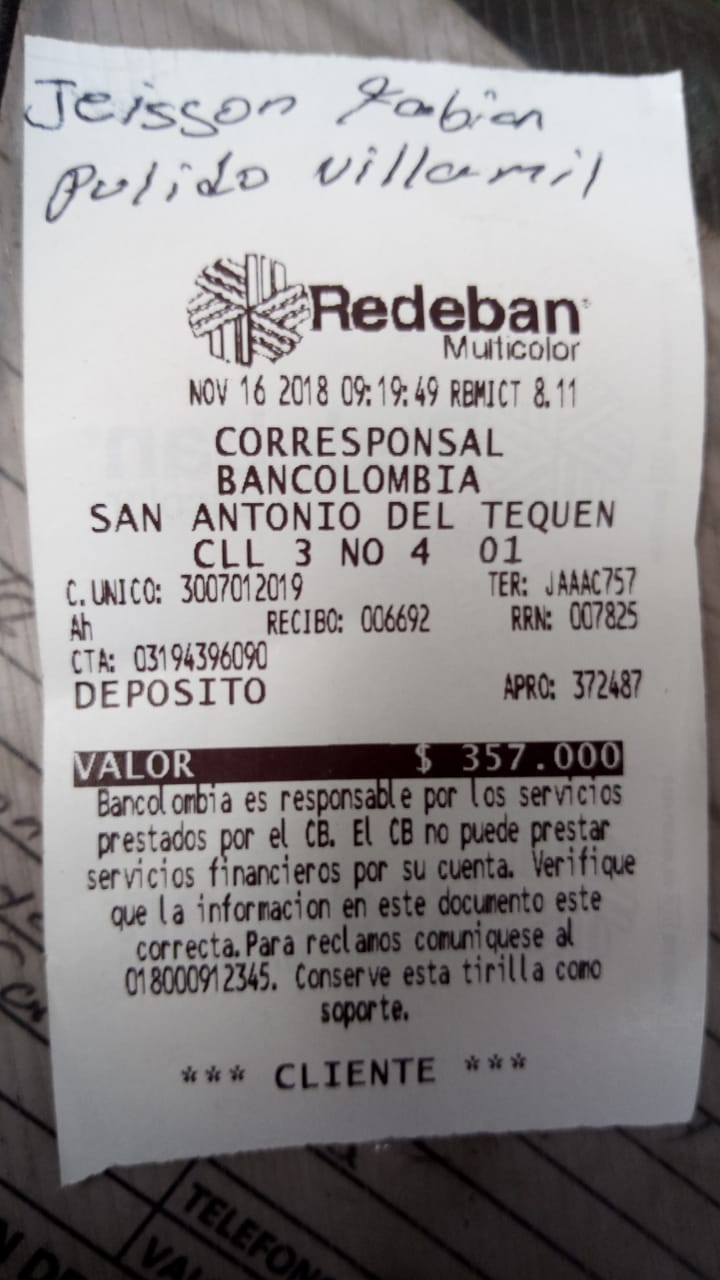 Jeisson Fabian
Pulido Villamil
Redeban
Multicolor
NOV 16 2018 09:19:49 RBMICT 8.11
CORRESPONSAL
BANCOLOMBIA
SAN ANTONIO DEL TEQUEN
CLL 3 NO 4 01
C. UNICO: 3007012019 TER: JAAAC757
Ah RECIBO: 006692 RRN: 007825
CTA: 03194396090
DEPOSITO APRO: 372487
VALOR $ 357.000
Bancolombia es responsable por los servicios
prestados por el CB. El CB no puede prestar
servicios financieros por su cuenta. Verifique
que la informacion en este documento este
correcta.Para reclamos comuniquese al
018000912345. Conserve esta tirilla como
soporte.
*** CLIENTE ***
TELEFON